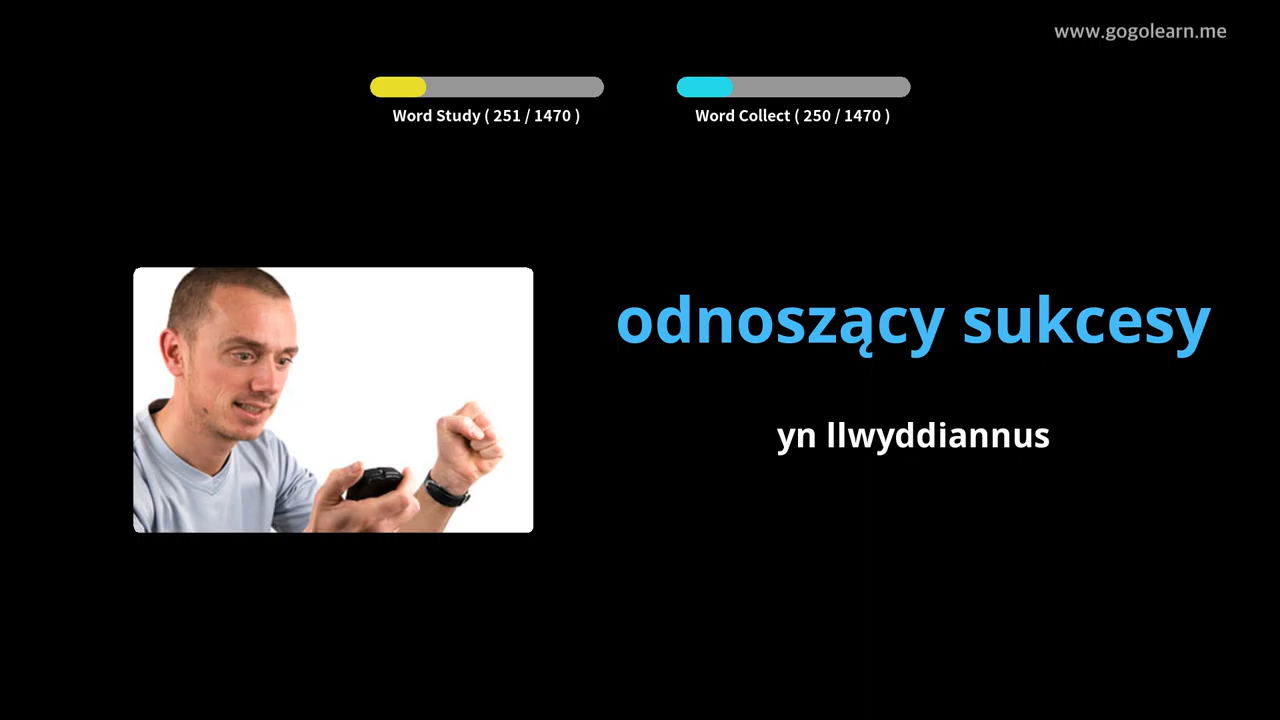 www.gogolearn.me
Word Study ( 251 / 1470 )
Word Collect ( 250 / 1470 )
odnoszący sukcesy
yn llwyddiannus